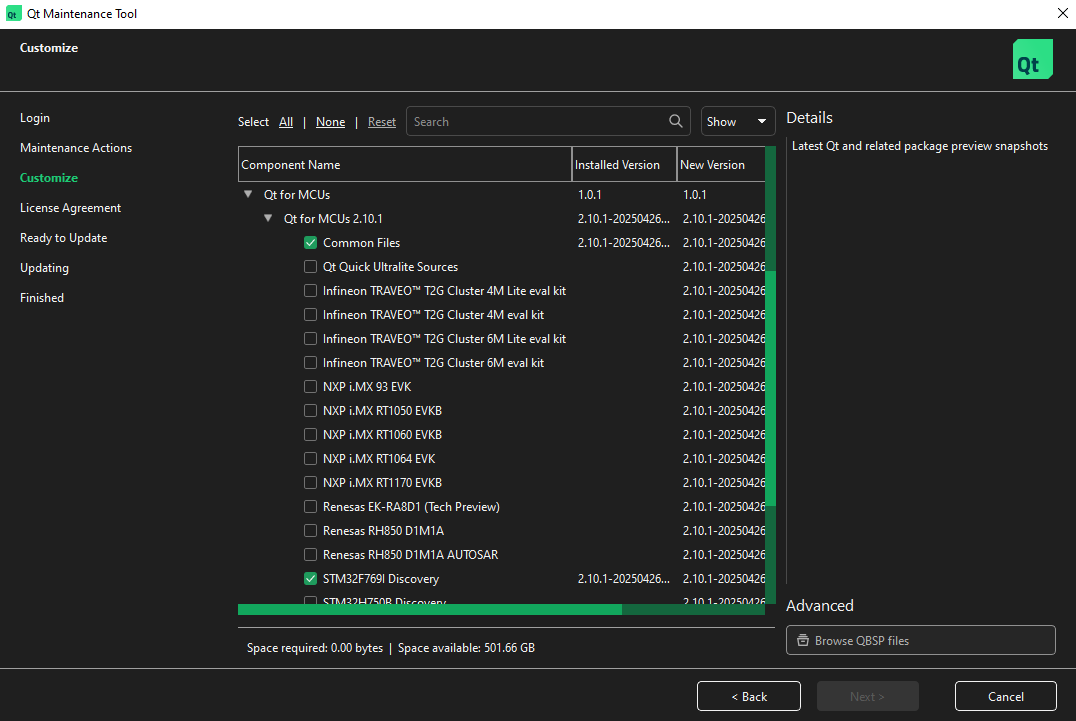 Qt Qt Maintenance Tool
Customize
Qt
Login
Maintenance Actions
Customize
License Agreement
Ready to Update
Updating
Finished
Select All | None | Reset Search Show
Component Name Installed Version New Version
Qt for MCUs 1.0.1 1.0.1
Qt for MCUs 2.10.1 2.10.1-20250426... 2.10.1-20250426
Common Files 2.10.1-20250426... 2.10.1-20250426
Qt Quick Ultralite Sources 2.10.1-20250426
Infineon TRAVEO™ T2G Cluster 4M Lite eval kit 2.10.1-20250426
Infineon TRAVEO™ T2G Cluster 4M eval kit 2.10.1-20250426
Infineon TRAVEO™ T2G Cluster 6M Lite eval kit 2.10.1-20250426
Infineon TRAVEO™ T2G Cluster 6M eval kit 2.10.1-20250426
NXP i.MX 93 EVK 2.10.1-20250426
NXP i.MX RT1050 EVKB 2.10.1-20250426
NXP i.MX RT1060 EVKB 2.10.1-20250426
NXP i.MX RT1064 EVK 2.10.1-20250426
NXP i.MX RT1170 EVKB 2.10.1-20250426
Renesas EK-RA8D1 (Tech Preview) 2.10.1-20250426
Renesas RH850 D1M1A 2.10.1-20250426
Renesas RH850 D1M1A AUTOSAR 2.10.1-20250426
STM32F769I Discovery 2.10.1-20250426... 2.10.1-20250426
STM32H750B Discovery 2.10.1-20250426
Space required: 0.00 bytes | Space available: 501.66 GB
Details
Latest Qt and related package preview snapshots
Advanced
Browse QBSP files
< Back Next > Cancel